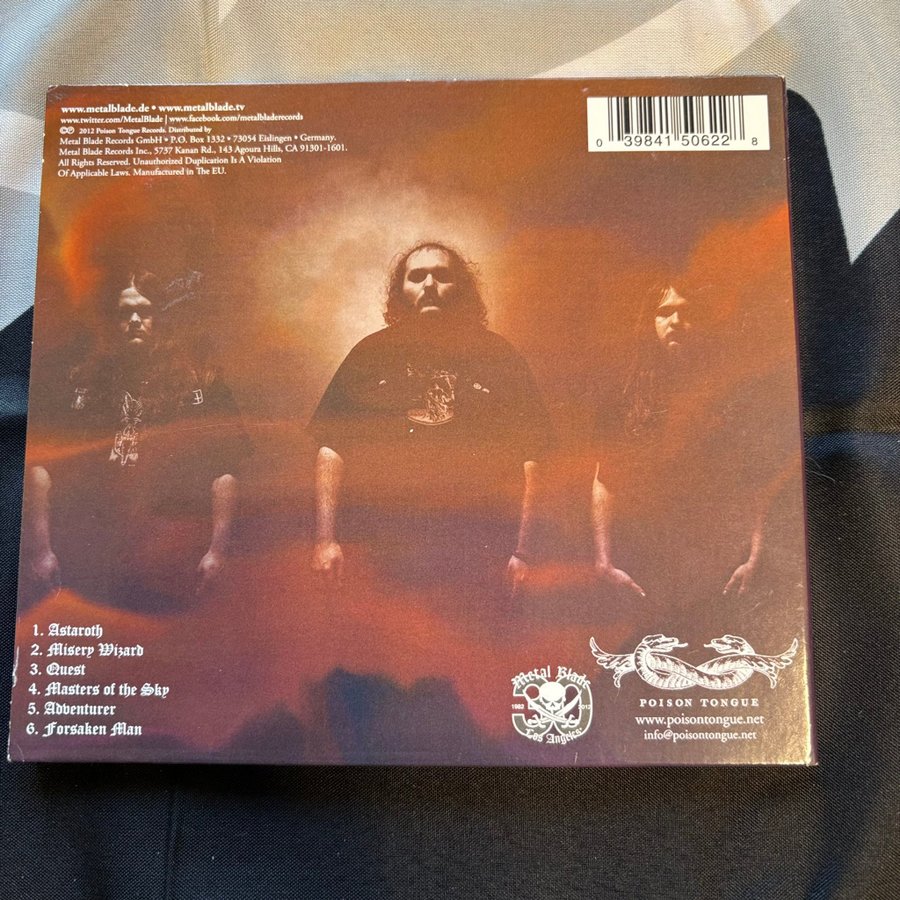 www.metalblade.de • www.metalblade.tv
www.twitter.com/MetalBlade | www.facebook.com/metalbladerecords
©℗ 2012 Poison Tongue Records. Distributed by
Metal Blade Records GmbH • P.O. Box 1332 • 73054 Eislingen • Germany.
Metal Blade Records Inc., 5737 Kanan Rd., 143 Agoura Hills, CA 91301-1601.
All Rights Reserved. Unauthorized Duplication Is A Violation
Of Applicable Laws. Manufactured in The EU.
0 39841 50622 8
1. Astaroth
2. Misery Wizard
3. Quest
4. Masters of the Sky
5. Adventurer
6. Forsaken Man
Metal Blade
1982 2012
Los Angeles
POISON TONGUE
www.poisontongue.net
info@poisontongue.net